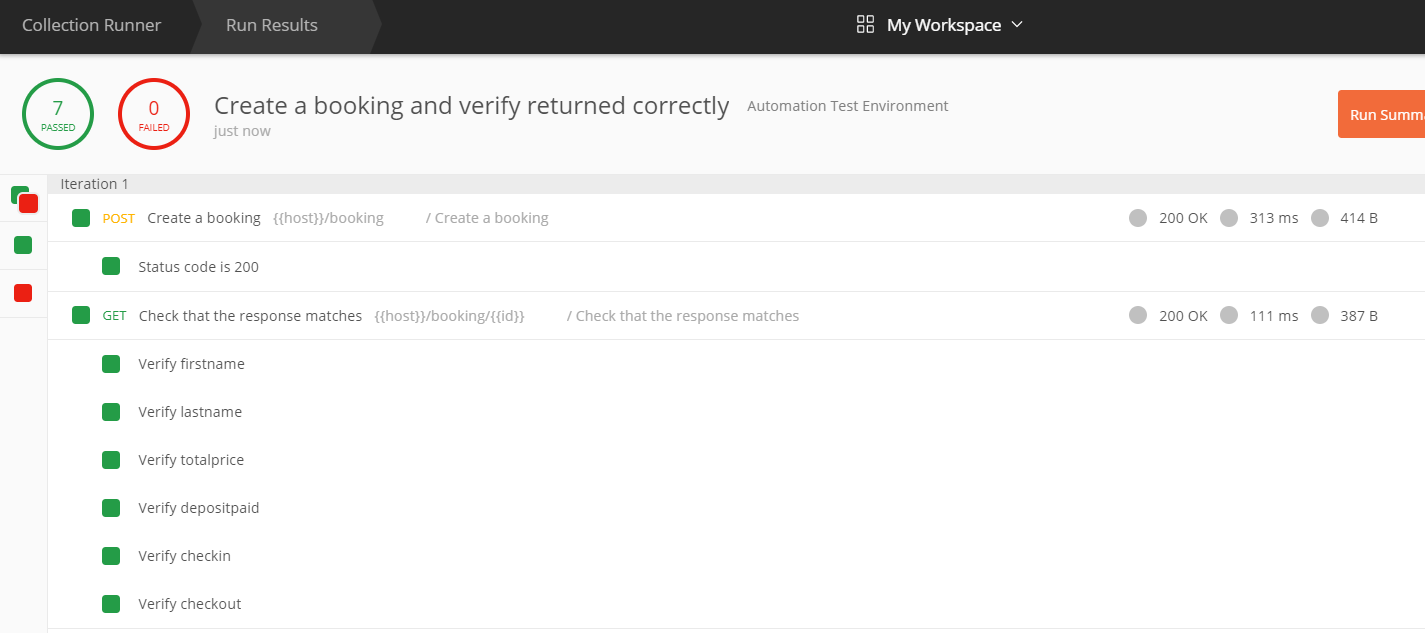 Collection Runner Run Results My Workspace
7 PASSED
0 FAILED
Create a booking and verify returned correctly Automation Test Environment
just now
Run Summa
Iteration 1
POST Create a booking {{host}}/booking / Create a booking 200 OK 313 ms 414 B
Status code is 200
GET Check that the response matches {{host}}/booking/{{id}} / Check that the response matches 200 OK 111 ms 387 B
Verify firstname
Verify lastname
Verify totalprice
Verify depositpaid
Verify checkin
Verify checkout